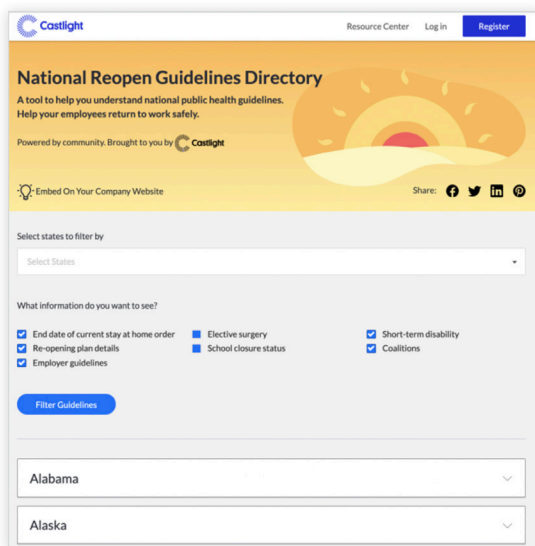 Castlight
Resource Center Log in Register
National Reopen Guidelines Directory
A tool to help you understand national public health guidelines.
Help your employees return to work safely.
Powered by community. Brought to you by Castlight
Embed On Your Company Website
Share:
Select states to filter by
Select States
What information do you want to see?
End date of current stay at home order Elective surgery Short-term disability
Re-opening plan details School closure status Coalitions
Employer guidelines
Filter Guidelines
Alabama
Alaska